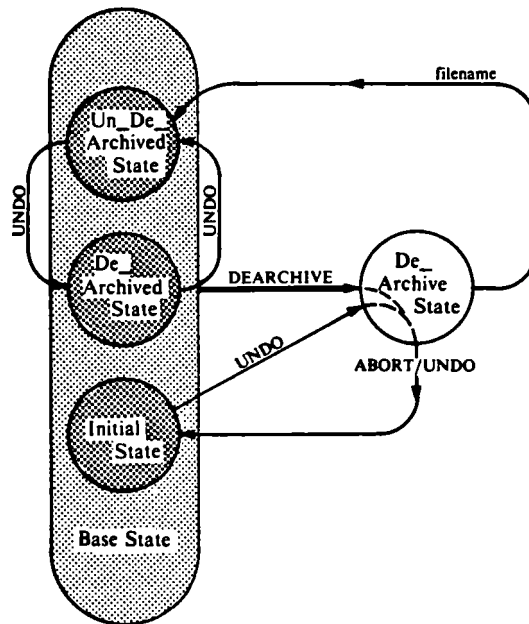 filename
Un_De_
Archived
State
UNDO
UNDO
De_
Archived
State
DEARCHIVE
De_
Archive
State
UNDO
ABORT/UNDO
Initial
State
Base State